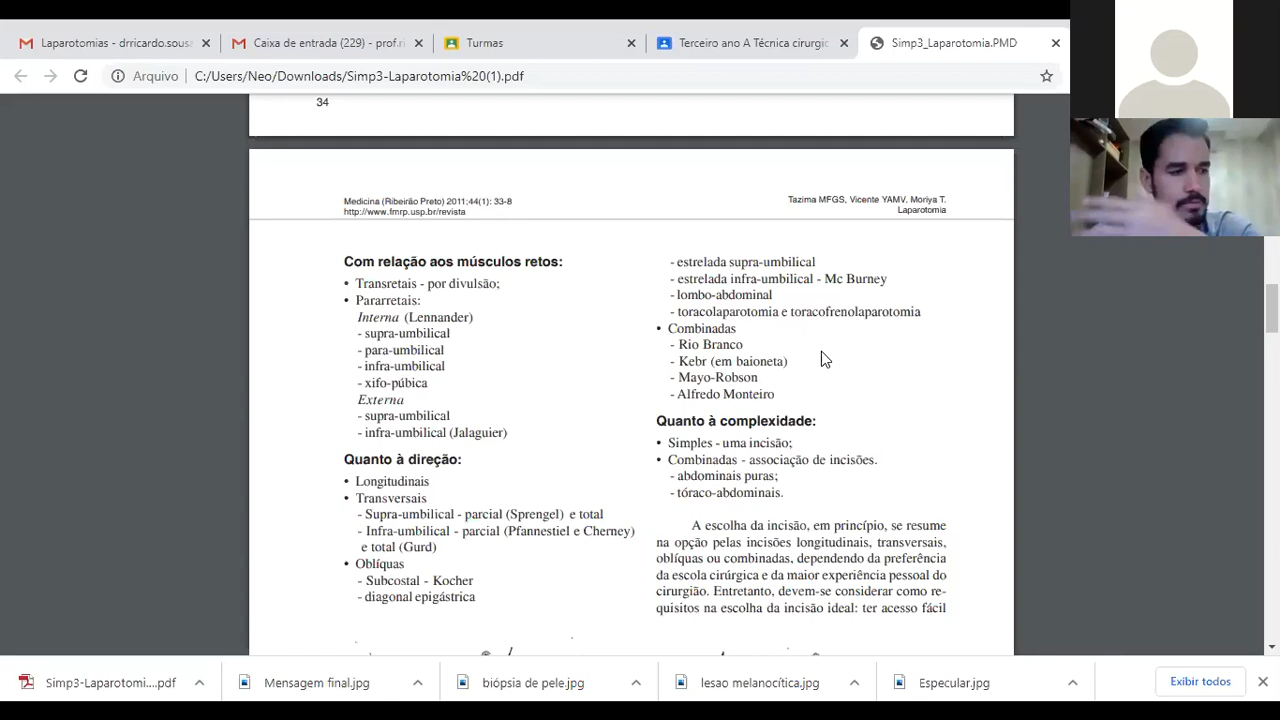 Laparotomias - drricardo.sousa
Caixa de entrada (229) - prof.ri
Turmas
Terceiro ano A Técnica cirurgic
Simp3_Laparotomia.PMD
Arquivo
C:/Users/Neo/Downloads/Simp3-Laparotomia%20(1).pdf
34
Medicina (Ribeirão Preto) 2011;44(1): 33-8
http://www.fmrp.usp.br/revista
Tazima MFGS, Vicente YAMV, Moriya T.
Laparotomia
Com relação aos músculos retos:
• Transretais - por divulsão;
• Pararretais:
Interna (Lennander)
- supra-umbilical
- para-umbilical
- infra-umbilical
- xifo-púbica
Externa
- supra-umbilical
- infra-umbilical (Jalaguier)
Quanto à direção:
• Longitudinais
• Transversais
- Supra-umbilical - parcial (Sprengel) e total
- Infra-umbilical - parcial (Pfannestiel e Cherney)
e total (Gurd)
• Oblíquas
- Subcostal - Kocher
- diagonal epigástrica
- estrelada supra-umbilical
- estrelada infra-umbilical - Mc Burney
- lombo-abdominal
- toracolaparotomia e toracofrenolaparotomia
• Combinadas
- Rio Branco
- Kebr (em baioneta)
- Mayo-Robson
- Alfredo Monteiro
Quanto à complexidade:
• Simples - uma incisão;
• Combinadas - associação de incisões.
- abdominais puras;
- tóraco-abdominais.
A escolha da incisão, em princípio, se resume
na opção pelas incisões longitudinais, transversais,
oblíquas ou combinadas, dependendo da preferência
da escola cirúrgica e da maior experiência pessoal do
cirurgião. Entretanto, devem-se considerar como re-
quisitos na escolha da incisão ideal: ter acesso fácil
Simp3-Laparotomi....pdf
Mensagem final.jpg
biópsia de pele.jpg
lesao melanocítica.jpg
Especular.jpg
Exibir todos